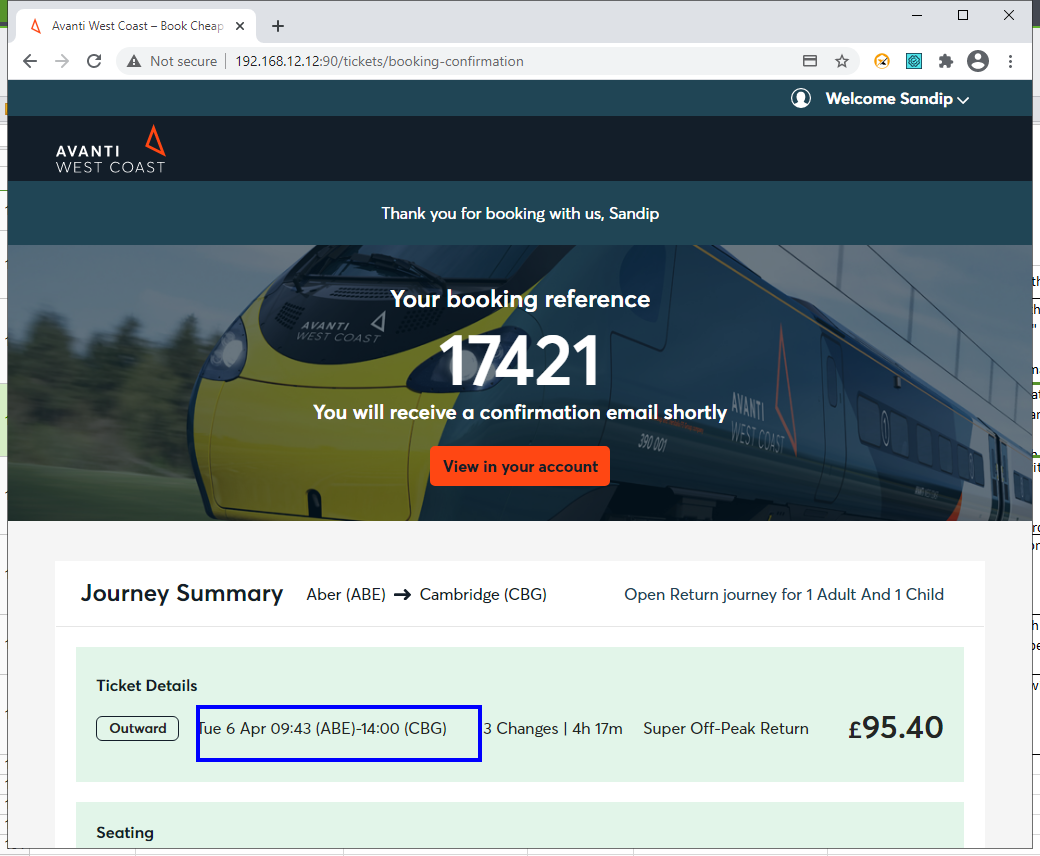 Avanti West Coast – Book Cheap
Not secure 192.168.12.12:90/tickets/booking-confirmation
Welcome Sandip
AVANTI
WEST COAST
Thank you for booking with us, Sandip
Your booking reference
17421
You will receive a confirmation email shortly
View in your account
AVANTI
WEST COAST
AVANTI
WEST COAST
390 001
Journey Summary Aber (ABE) → Cambridge (CBG) Open Return journey for 1 Adult And 1 Child
Ticket Details
Outward Tue 6 Apr 09:43 (ABE)-14:00 (CBG) 3 Changes | 4h 17m Super Off-Peak Return £95.40
Seating